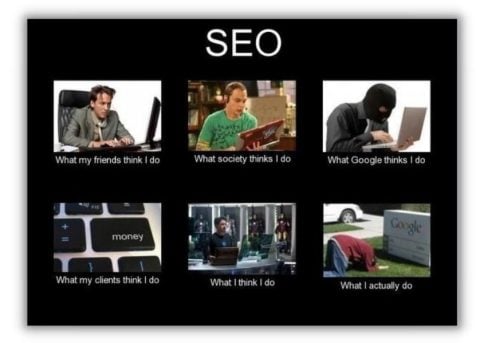 SEO
What my friends think I do
What society thinks I do
What Google thinks I do
+
=
money
Google
What my clients think I do
What I think I do
What I actually do